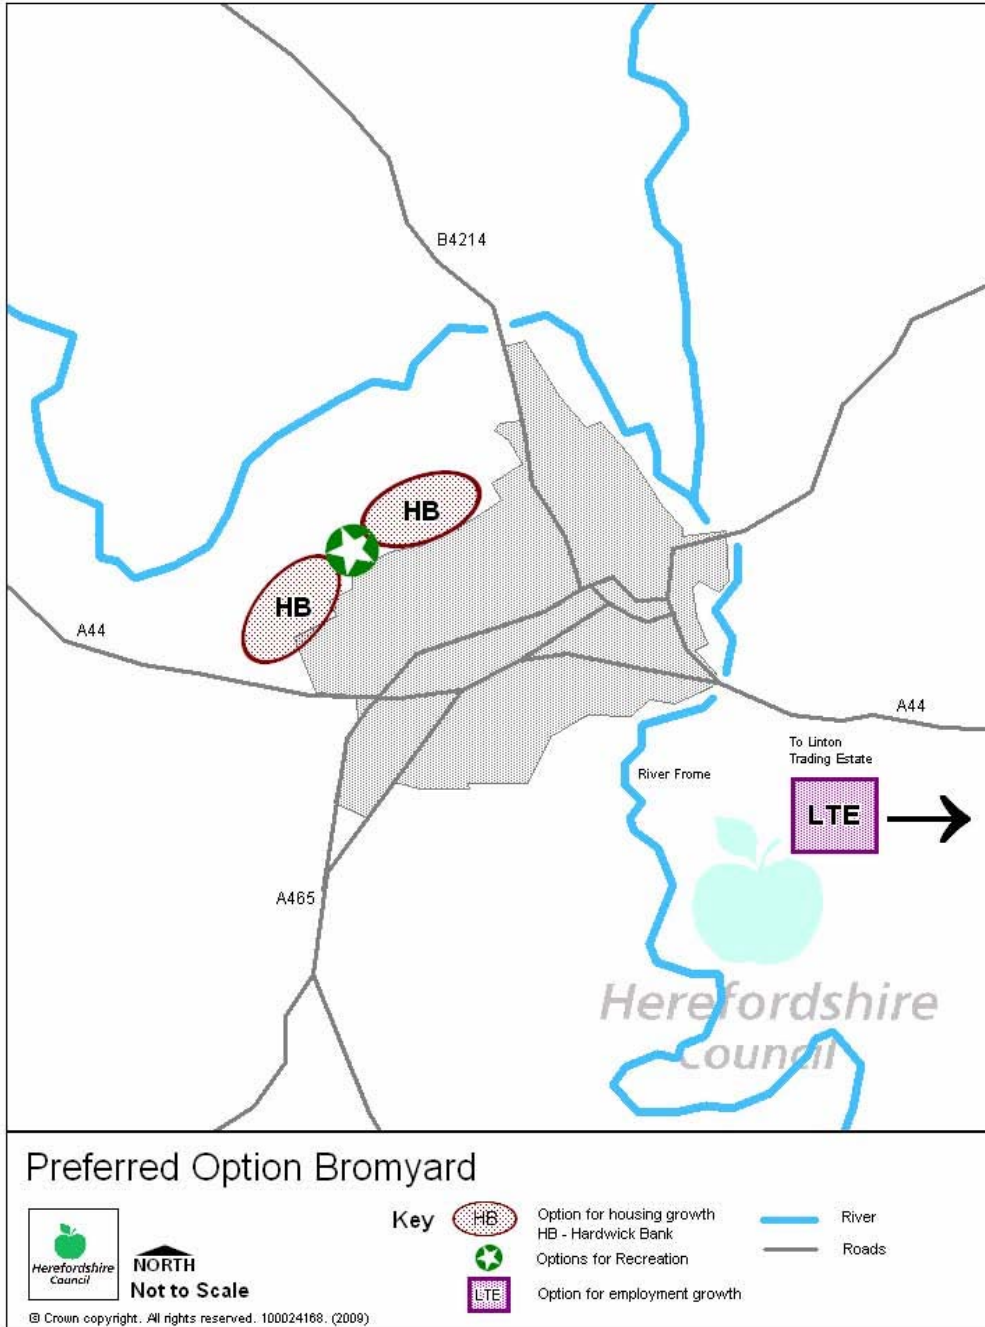 B4214
HB
HB
A44
A44
To Linton
Trading Estate
River Frome
LTE
A465
Herefordshire
Council
Preferred Option Bromyard
Herefordshire
Council
NORTH
Not to Scale
© Crown copyright. All rights reserved. 100024168. (2009)
Key
HB
Option for housing growth
HB - Hardwick Bank
Options for Recreation
LTE
Option for employment growth
River
Roads